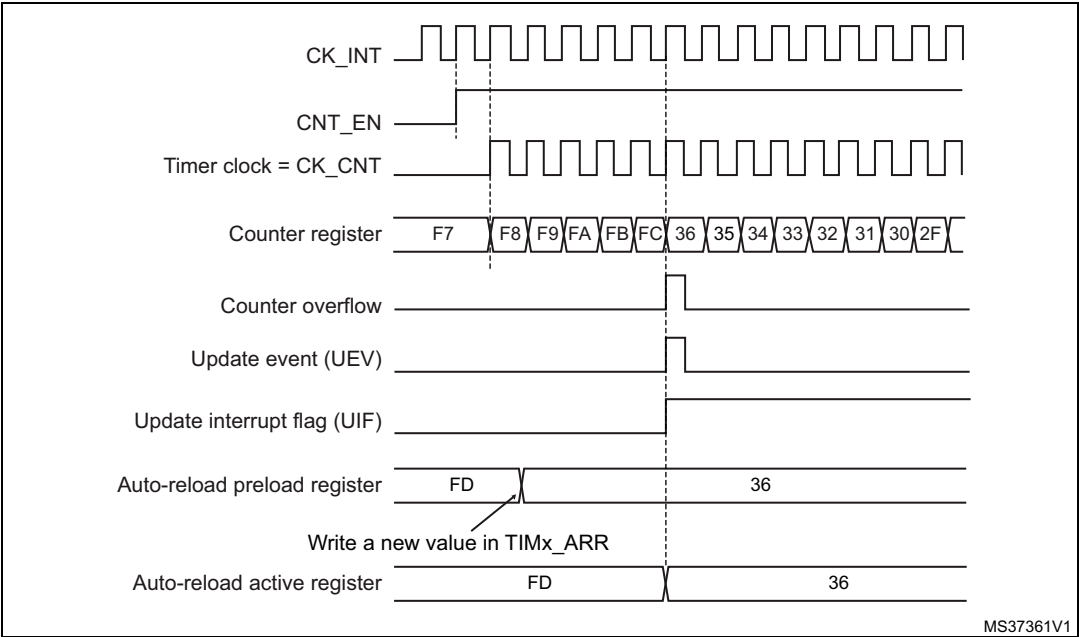 CK_INT
CNT_EN
Timer clock = CK_CNT
Counter register F7 F8 F9 FA FB FC 36 35 34 33 32 31 30 2F
Counter overflow
Update event (UEV)
Update interrupt flag (UIF)
Auto-reload preload register FD 36
Write a new value in TIMx_ARR
Auto-reload active register FD 36
MS37361V1